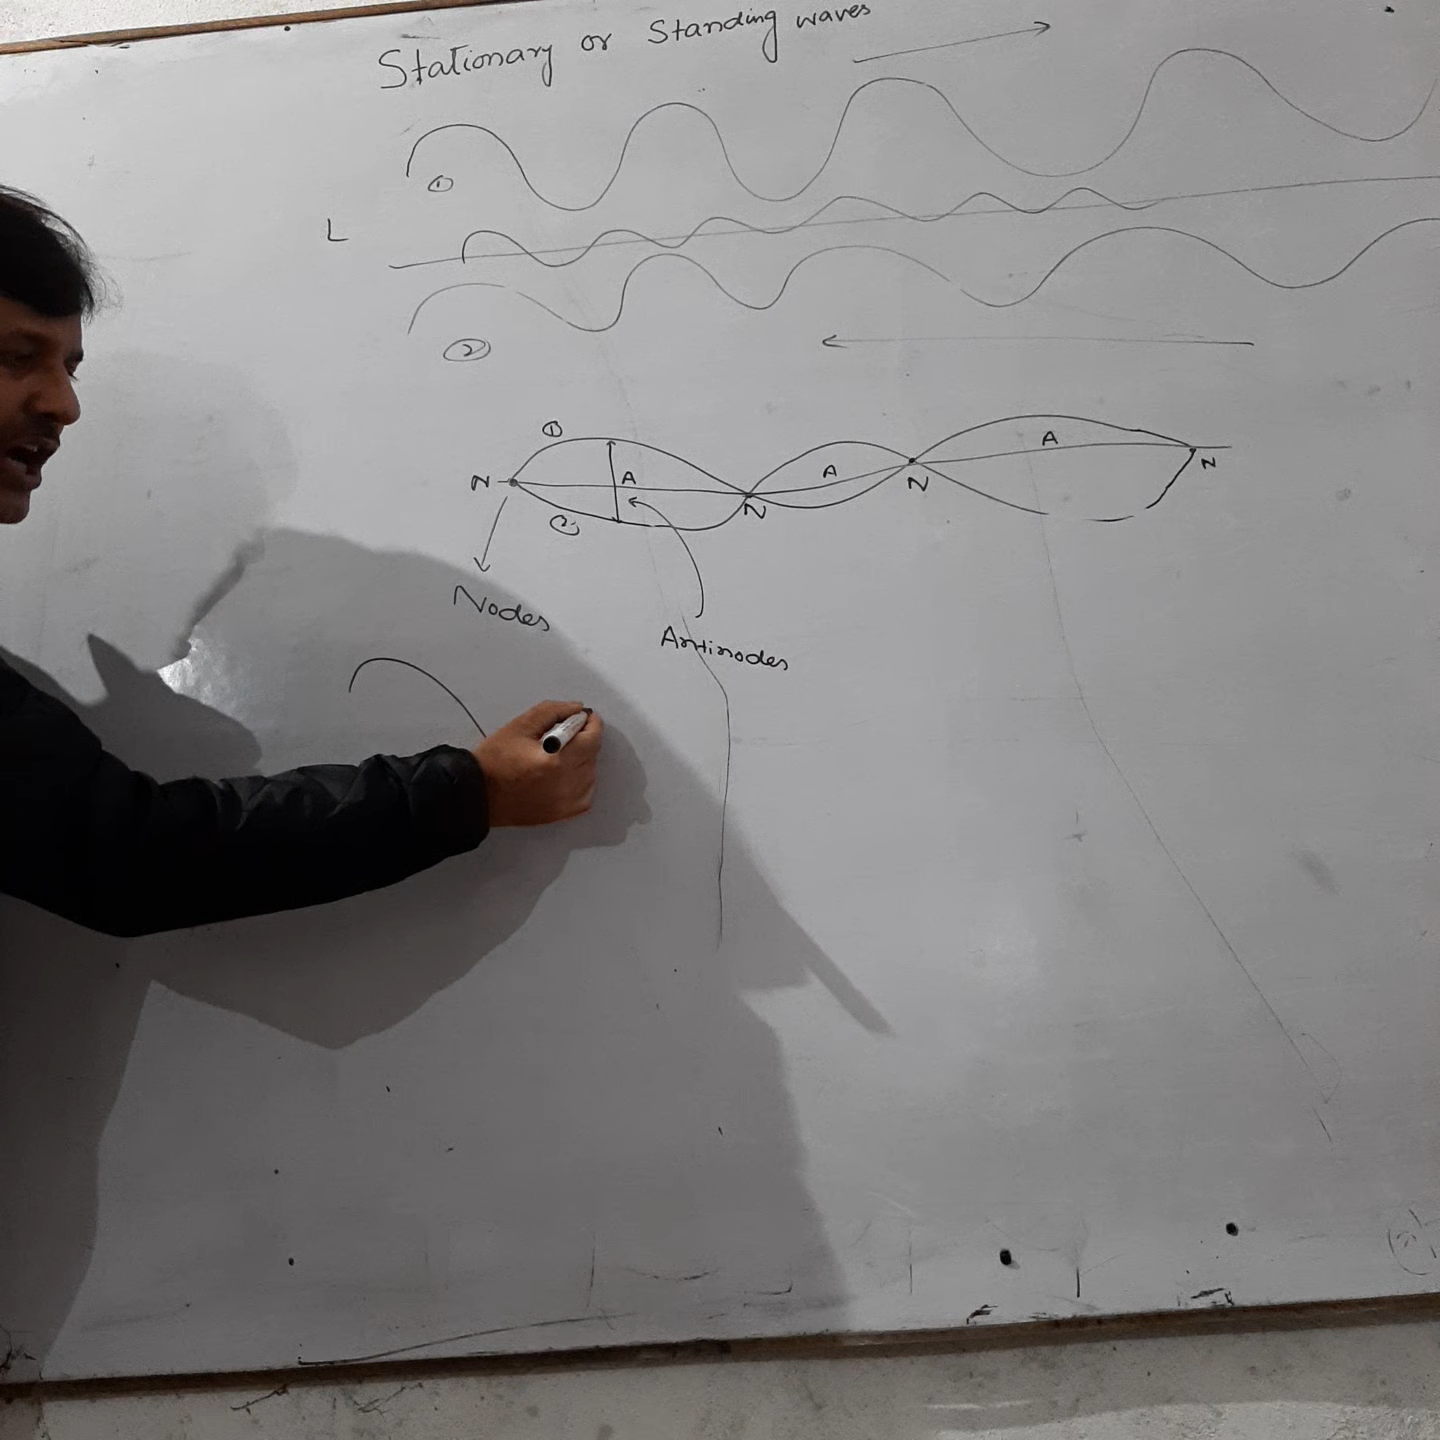 Stationary or Standing waves
①
L
②
①
A
A
A
N
N
N
N
②
Nodes
Antinodes